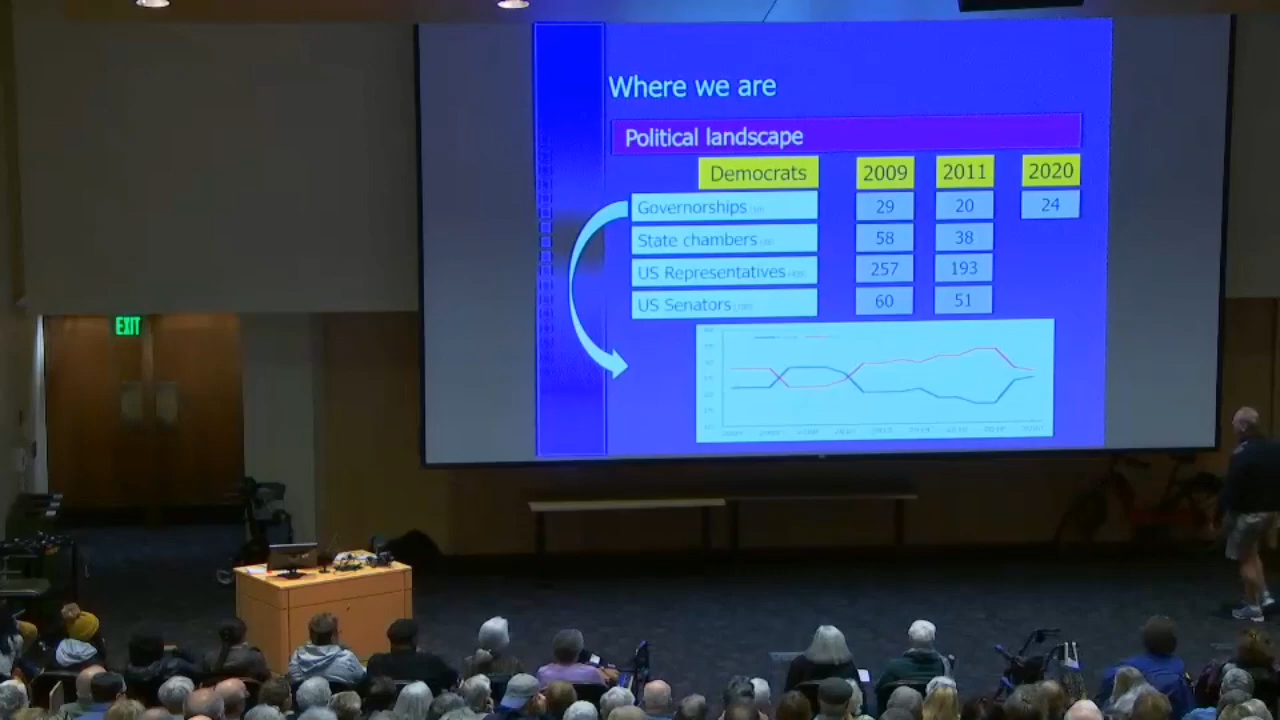 Where we are
Political landscape
Democrats 2009 2011 2020
Governorships 29 20 24
State chambers 58 38
US Representatives 257 193
US Senators 60 51
EXIT